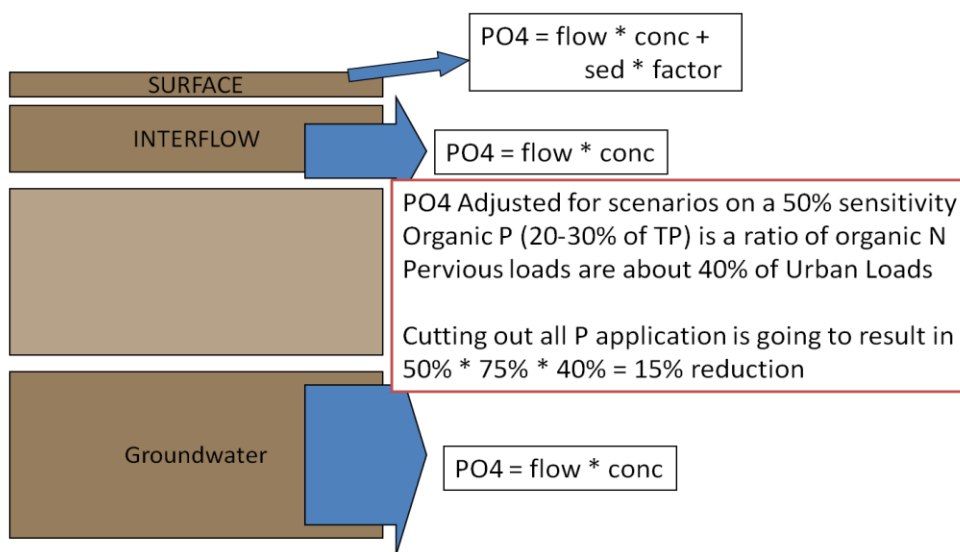 PO4 = flow * conc +
sed * factor
SURFACE
INTERFLOW
PO4 = flow * conc
PO4 Adjusted for scenarios on a 50% sensitivity
Organic P (20-30% of TP) is a ratio of organic N
Pervious loads are about 40% of Urban Loads
Cutting out all P application is going to result in
50% * 75% * 40% = 15% reduction
Groundwater
PO4 = flow * conc